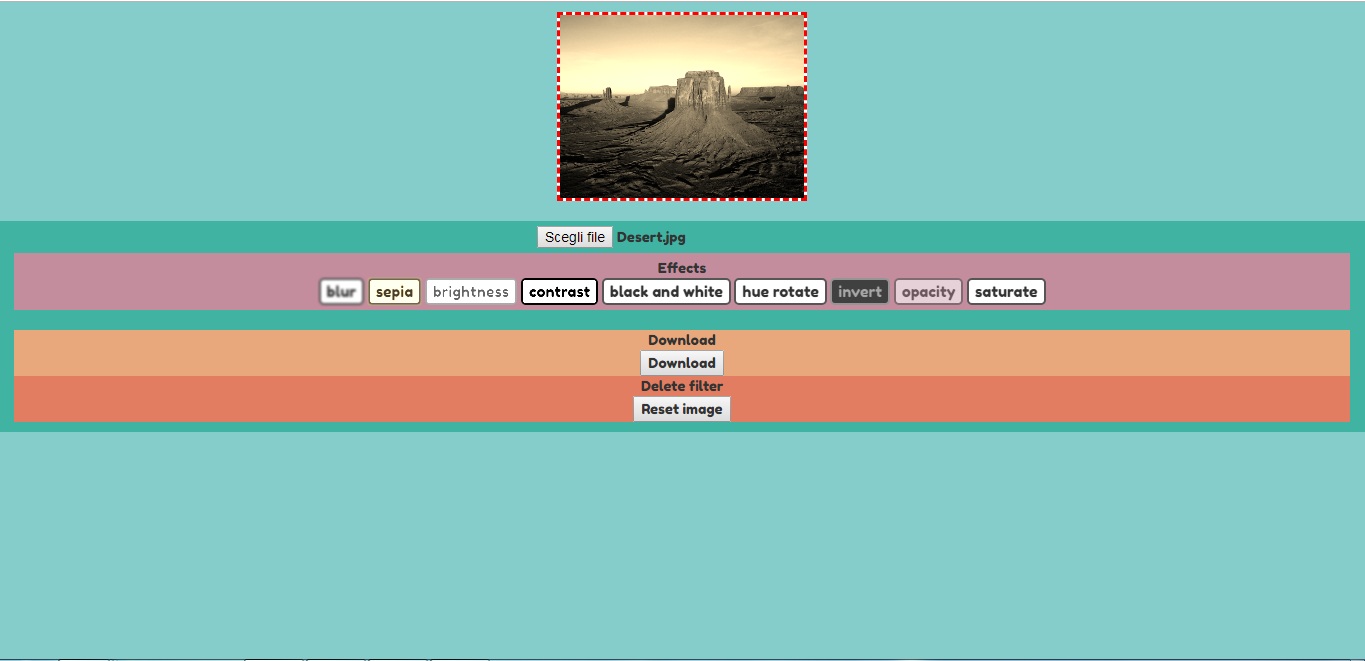 Scegli file Desert.jpg
Effects
blur sepia brightness contrast black and white hue rotate invert opacity saturate
Download
Download
Delete filter
Reset image